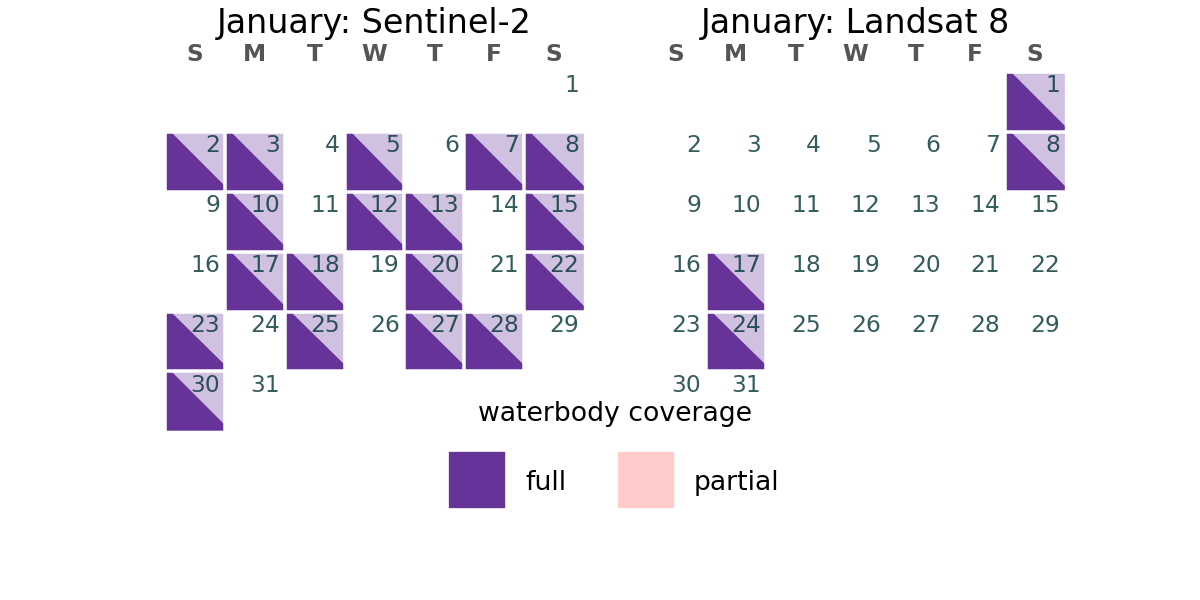 January: Sentinel-2
S M T W T F S
1
2 3 4 5 6 7 8
9 10 11 12 13 14 15
16 17 18 19 20 21 22
23 24 25 26 27 28 29
30 31
January: Landsat 8
S M T W T F S
1
2 3 4 5 6 7 8
9 10 11 12 13 14 15
16 17 18 19 20 21 22
23 24 25 26 27 28 29
30 31
waterbody coverage
full partial